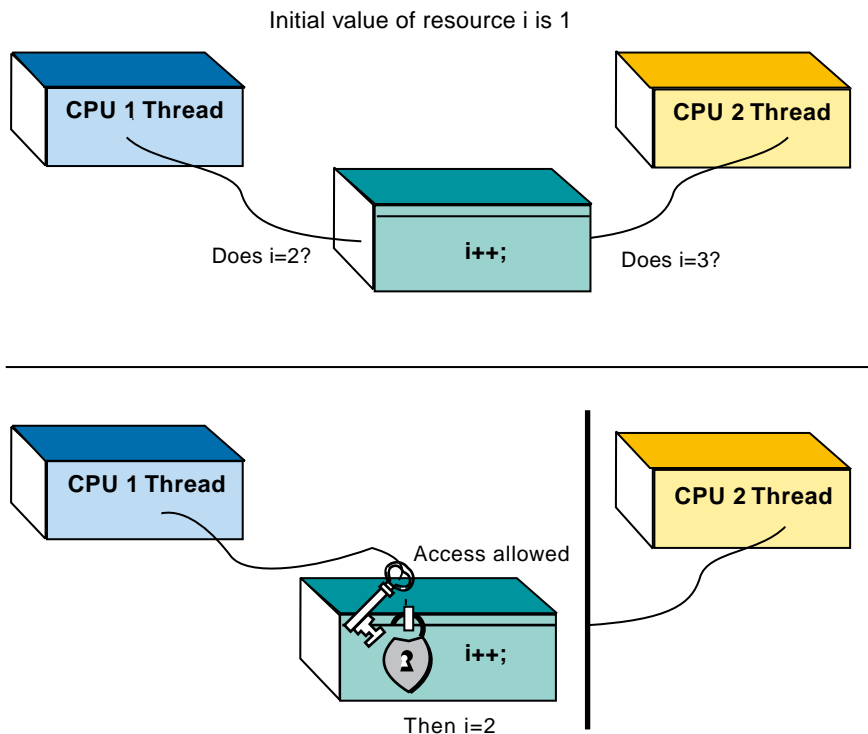 Initial value of resource i is 1
CPU 1 Thread
CPU 2 Thread
i++;
Does i=2?
Does i=3?
CPU 1 Thread
CPU 2 Thread
Access allowed
i++;
Then i=2